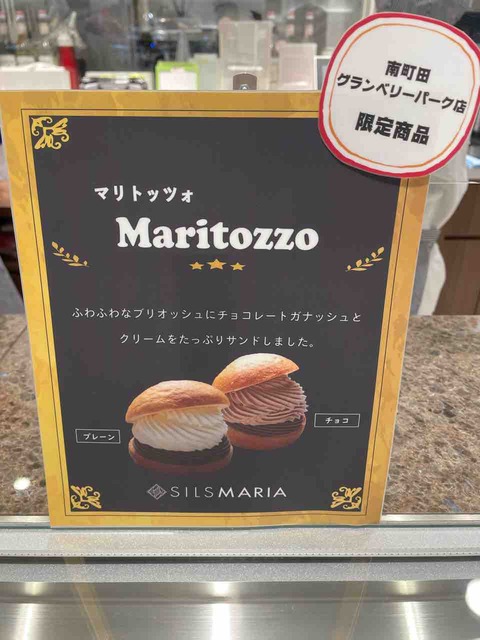 南町田
グランベリーパーク店
限定商品
マリトッツォ
Maritozzo
ふわふわなブリオッシュにチョコレートガナッシュと
クリームをたっぷりサンドしました。
プレーン
チョコ
SILSMARIA